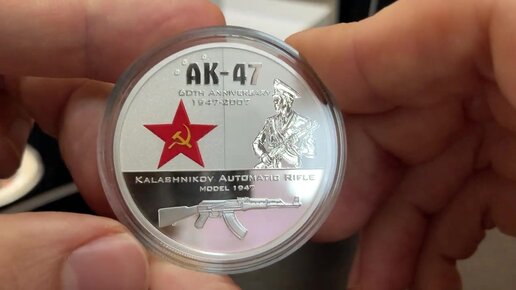 AK-47
60TH ANNIVERSARY
1947-2007
KALASHNIKOV AUTOMATIC RIFLE
MODEL 1947